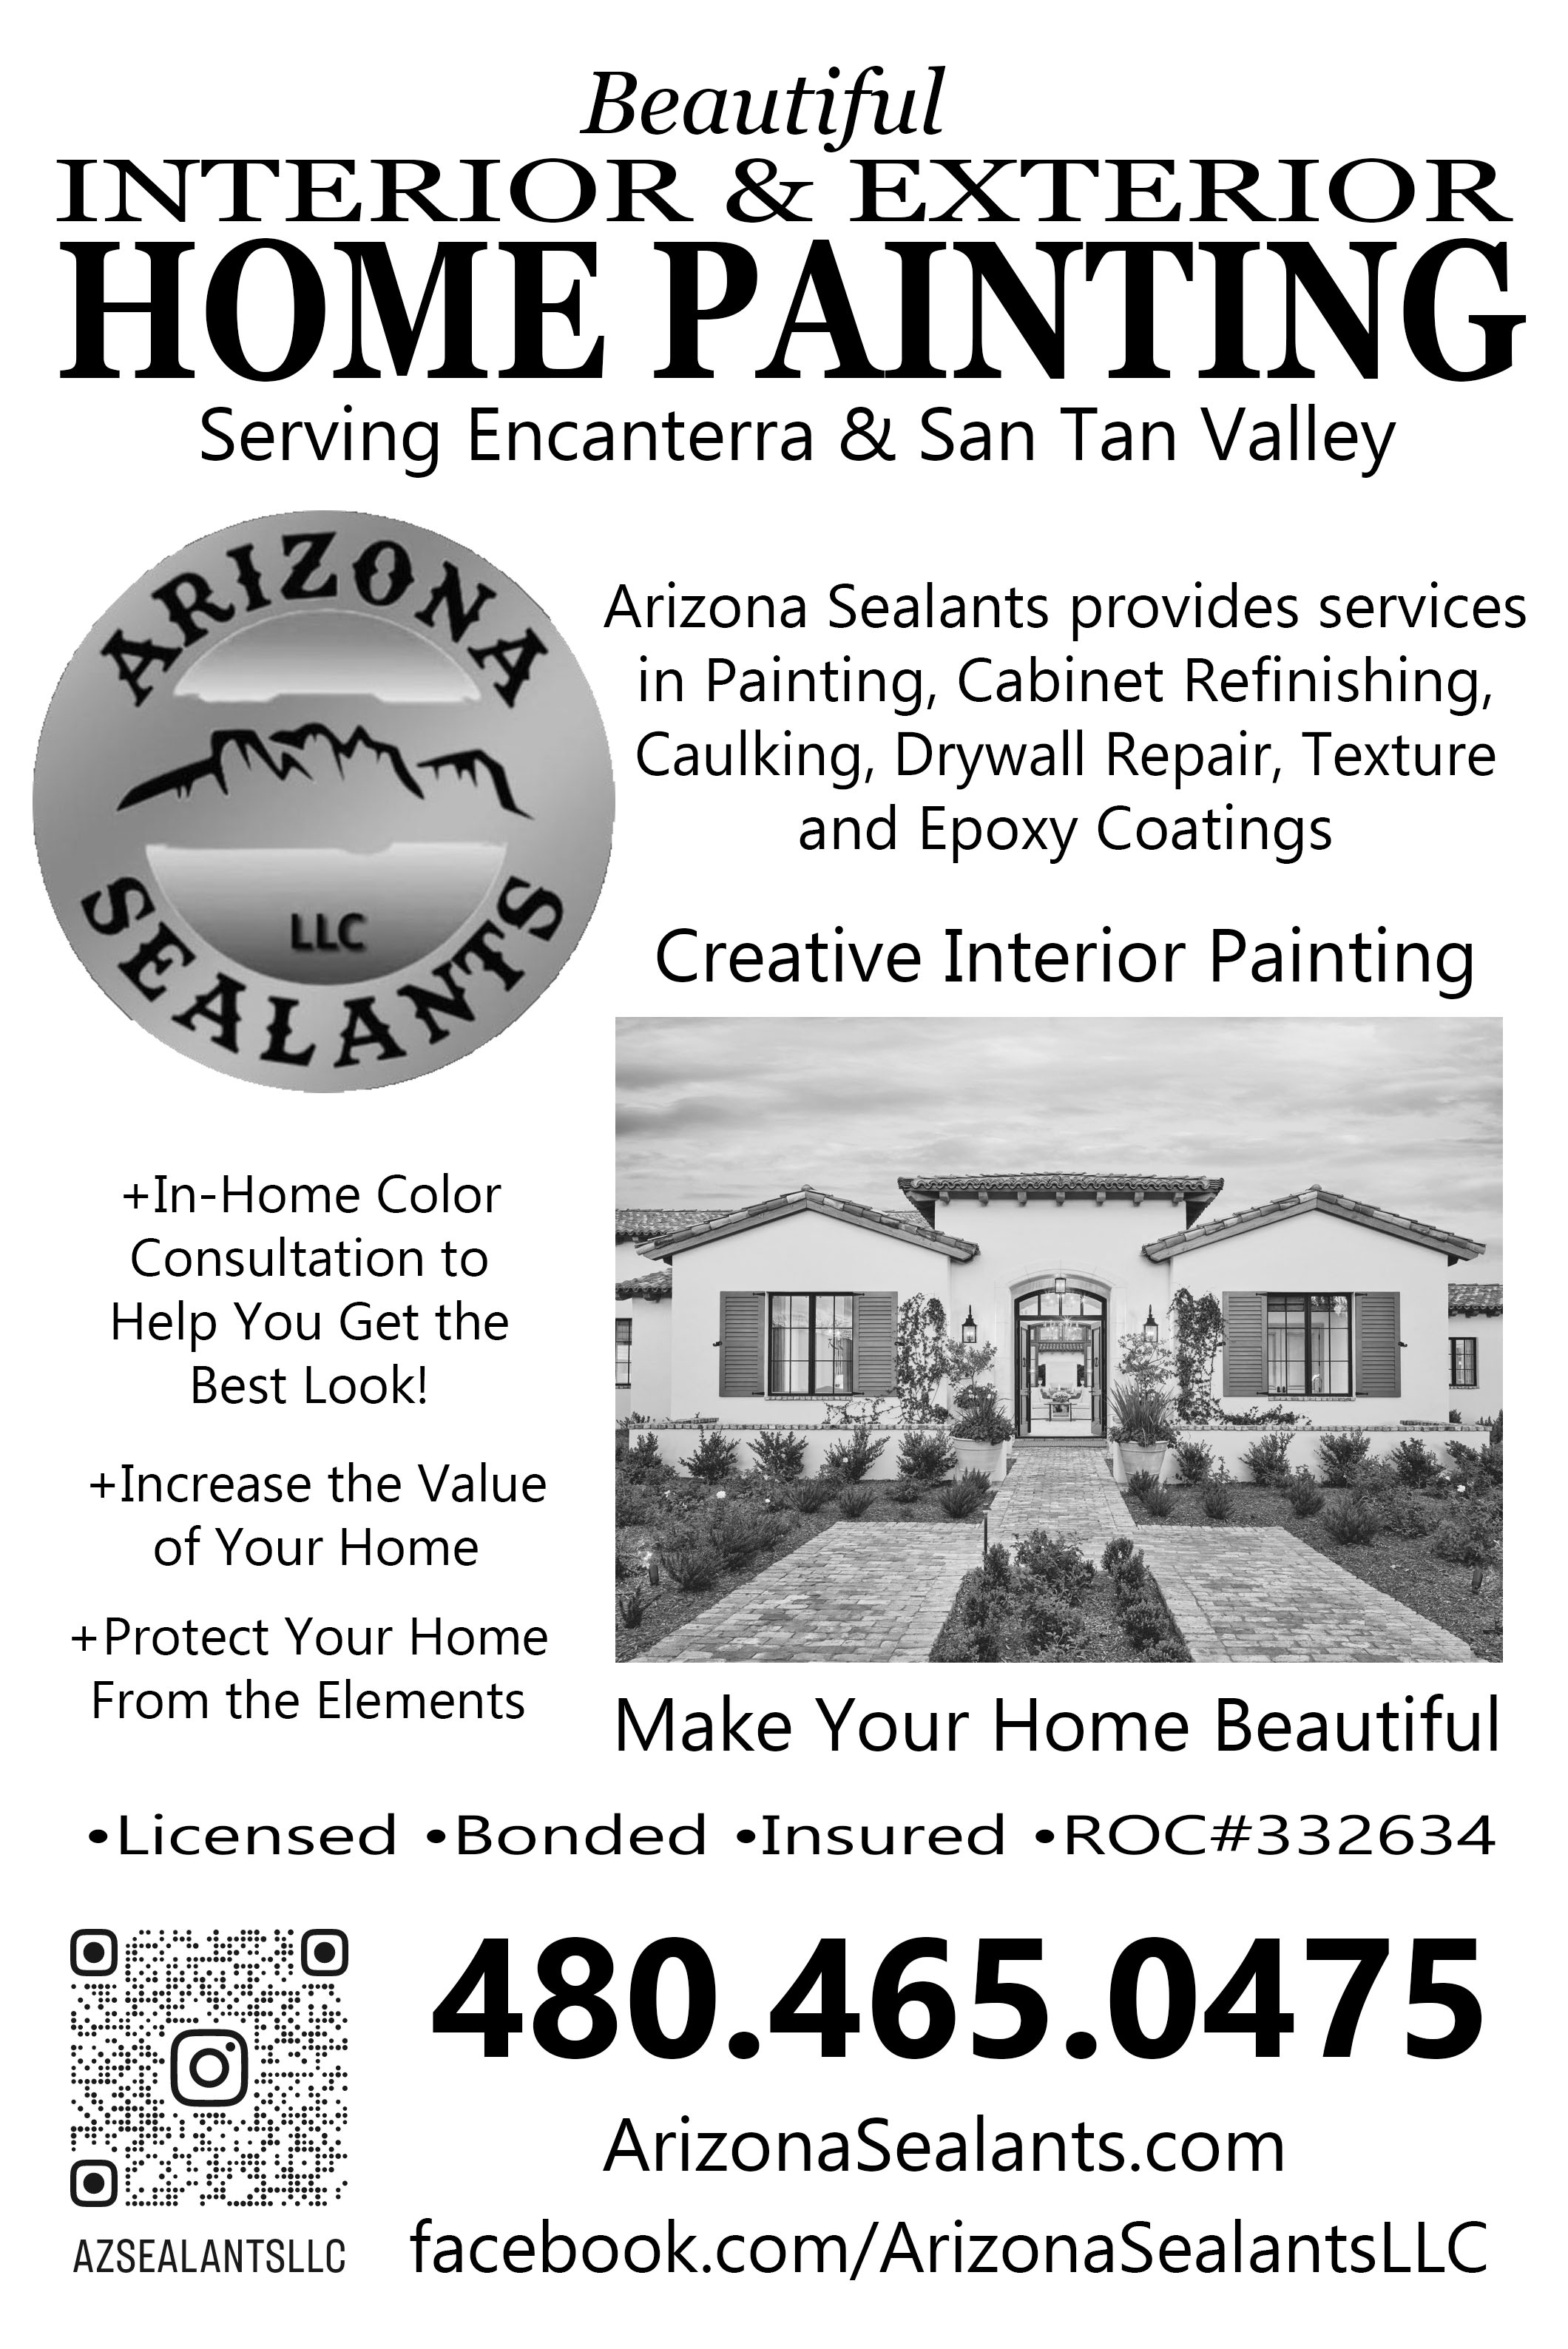 Beautiful
INTERIOR & EXTERIOR
HOME PAINTING
Serving Encanterra & San Tan Valley
ARIZONA
LLC
SEALANTS
Arizona Sealants provides services
in Painting, Cabinet Refinishing,
Caulking, Drywall Repair, Texture
and Epoxy Coatings
Creative Interior Painting
+In-Home Color
Consultation to
Help You Get the
Best Look!
+Increase the Value
of Your Home
+Protect Your Home
From the Elements
Make Your Home Beautiful
•Licensed •Bonded •Insured •ROC#332634
480.465.0475
ArizonaSealants.com
AZSEALANTSLLC
facebook.com/ArizonaSealantsLLC